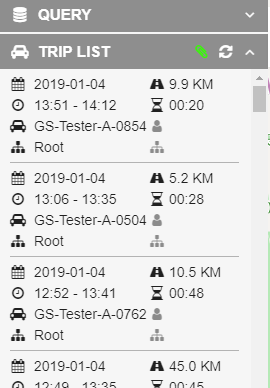 QUERY
TRIP LIST
2019-01-04 9.9 KM
13:51 - 14:12 00:20
GS-Tester-A-0854
Root
2019-01-04 5.2 KM
13:06 - 13:35 00:28
GS-Tester-A-0504
Root
2019-01-04 10.5 KM
12:52 - 13:41 00:48
GS-Tester-A-0762
Root
2019-01-04 45.0 KM
12:49 - 13:35 00:45